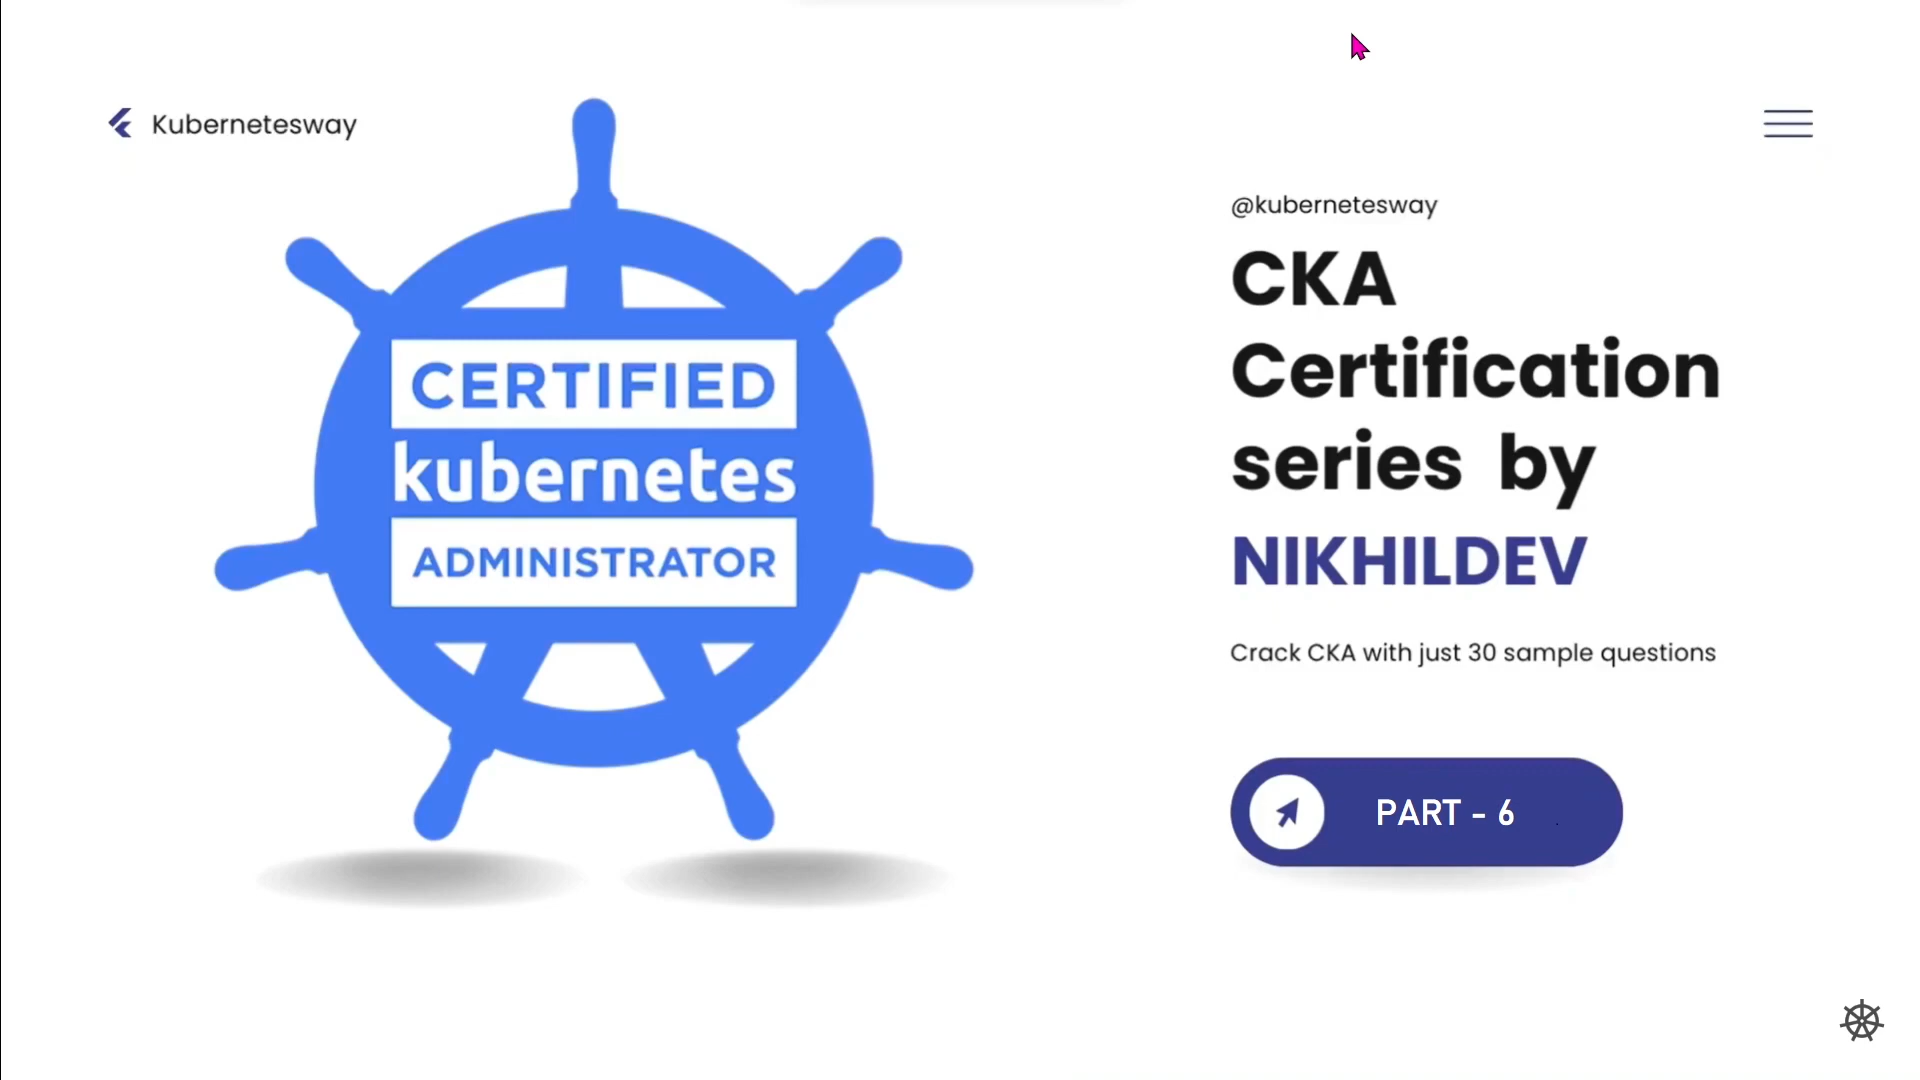 Kubernetesway
CERTIFIED
kubernetes
ADMINISTRATOR
@kubernetesway
CKA
Certification
series by
NIKHILDEV
Crack CKA with just 30 sample questions
PART - 6